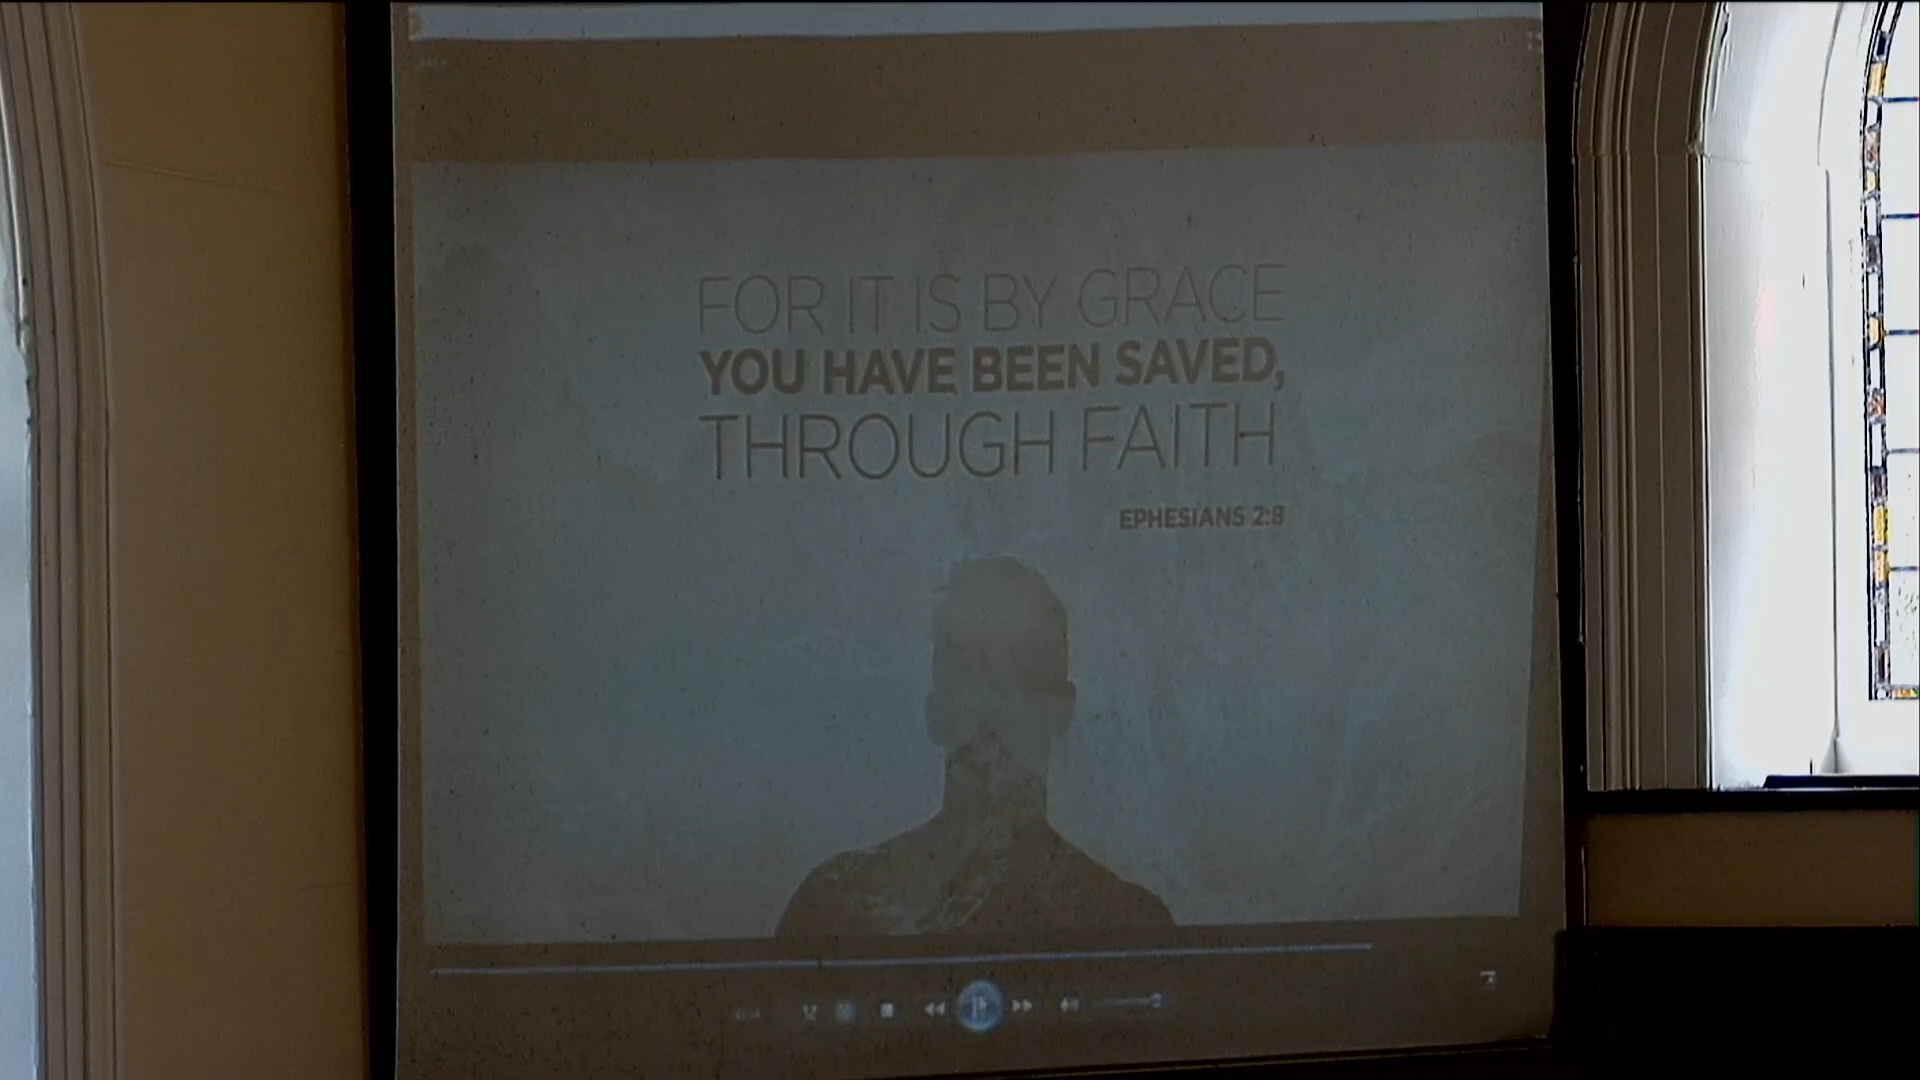 FOR IT IS BY GRACE
YOU HAVE BEEN SAVED,
THROUGH FAITH
EPHESIANS 2:8